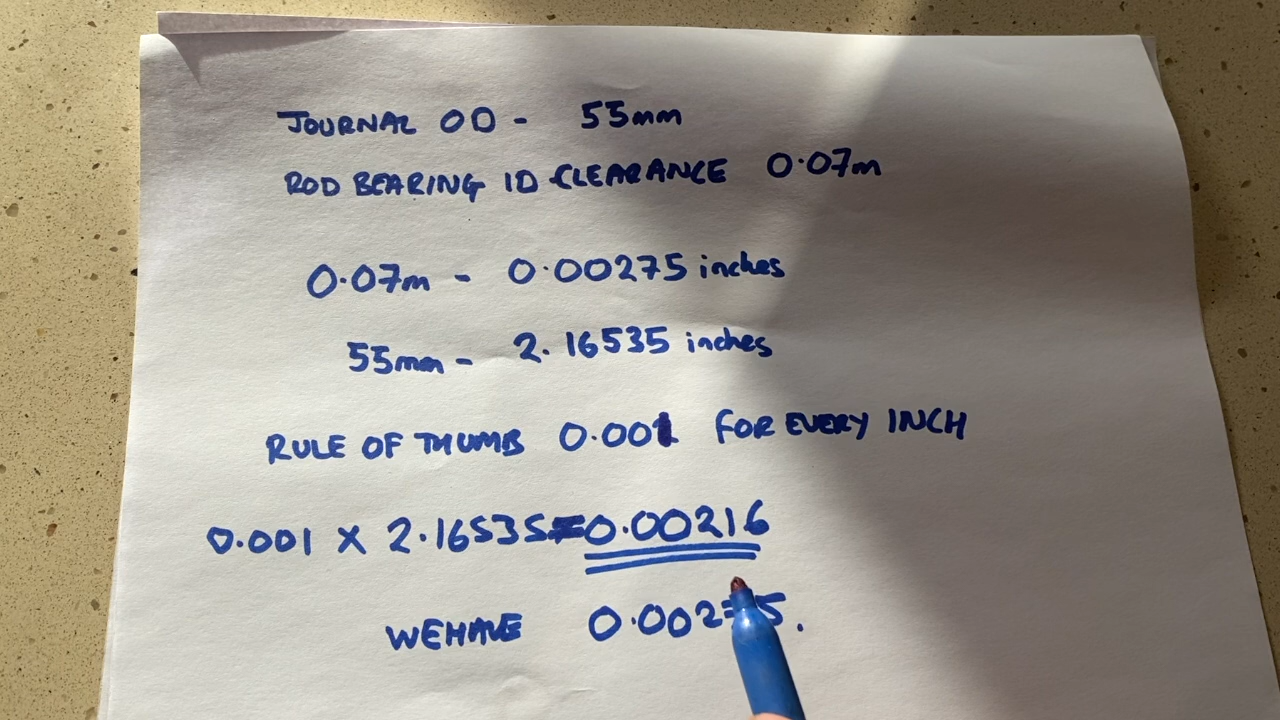 JOURNAL OD - 55mm
ROD BEARING ID CLEARANCE 0.07m
0.07m - 0.00275 inches
55mm - 2.16535 inches
RULE OF THUMB 0.001 FOR EVERY INCH
0.001 X 2.16535=0.00216
WE HAVE 0.00275.